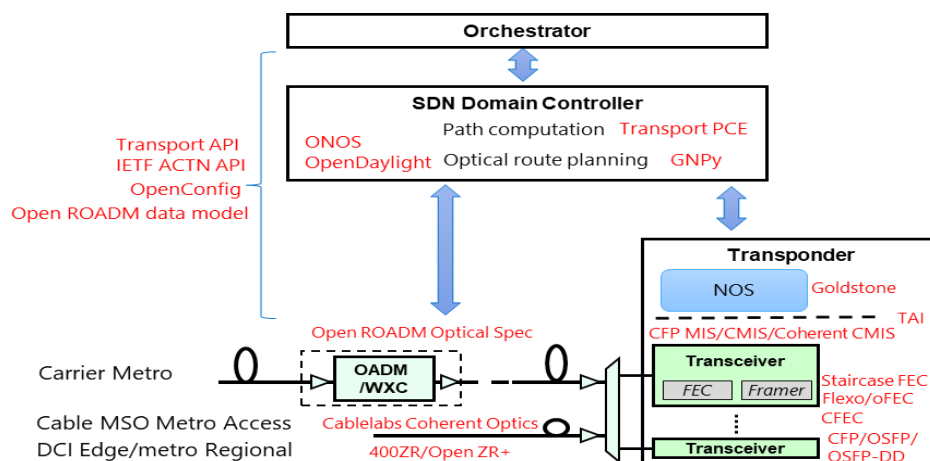 Orchestrator
SDN Domain Controller
Path computation
Transport PCE
ONOS
OpenDaylight
Optical route planning
GNPy
Transport API
IETF ACTN API
OpenConfig
Open ROADM data model
Transponder
NOS
Goldstone
TAI
Open ROADM Optical Spec
CFP MIS/CMIS/Coherent CMIS
Carrier Metro
OADM
/WXC
Transceiver
FEC
Framer
Staircase FEC
Flexo/oFEC
CFEC
Cable MSO Metro Access
DCI Edge/metro Regional
Cablelabs Coherent Optics
400ZR/Open ZR+
Transceiver
CFP/OSFP/
QSFP-DD